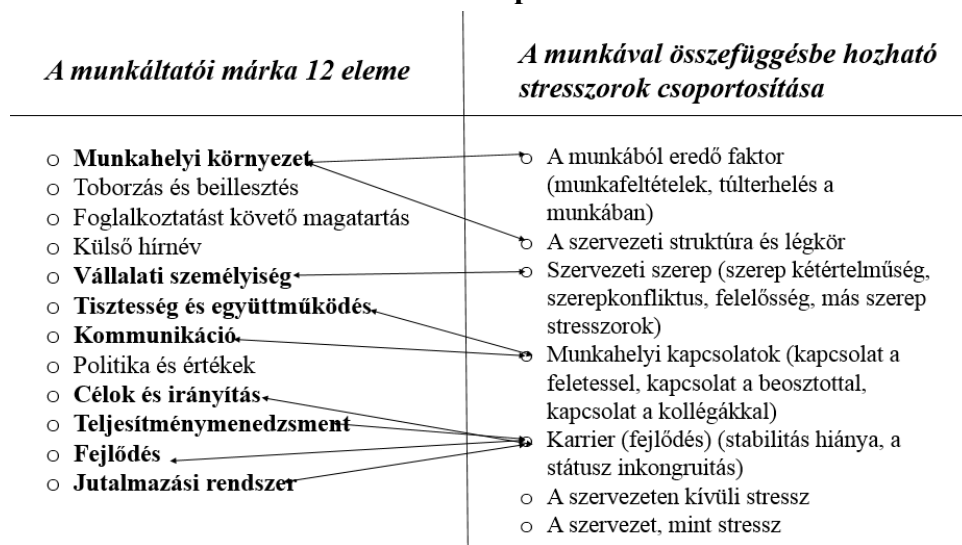 A munkáltatói márka 12 eleme
o Munkahelyi környezet
o Toborzás és beillesztés
o Foglalkoztatást követő magatartás
o Külső hírnév
o Vállalati személyiség
o Tisztesség és együttműködés
o Kommunikáció
o Politika és értékek
o Célok és irányítás
o Teljesítménymenedzsment
o Fejlődés
o Jutalmazási rendszer
A munkával összefüggésbe hozható
stresszorok csoportosítása
o A munkából eredő faktor
(munkafeltételek, túlterhelés a
munkában)
o A szervezeti struktúra és légkör
o Szervezeti szerep (szerep kétértelműség,
szerepkonfliktus, felelősség, más szerep
stresszorok)
o Munkahelyi kapcsolatok (kapcsolat a
feletessel, kapcsolat a beosztottal,
kapcsolat a kollégákkal)
o Karrier (fejlődés) (stabilitás hiánya, a
státusz inkongruitás)
o A szervezeten kívüli stressz
o A szervezet, mint stressz